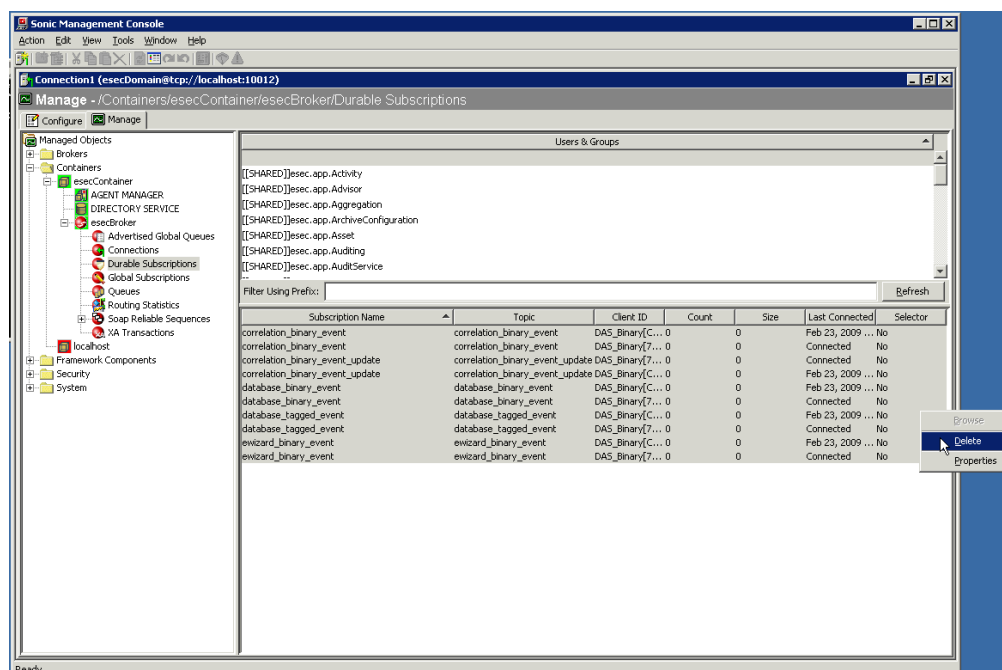 Sonic Management Console
Action Edit View Tools Window Help
Connection1 (esecDomain@tcp://localhost:10012)
Manage - /Containers/esecContainer/esecBroker/Durable Subscriptions
Configure Manage
Managed Objects
Brokers
Containers
esecContainer
AGENT MANAGER
DIRECTORY SERVICE
esecBroker
Advertised Global Queues
Connections
Durable Subscriptions
Global Subscriptions
Queues
Routing Statistics
Soap Reliable Sequences
XA Transactions
localhost
Framework Components
Security
System
Users & Groups
[[SHARED]]esec.app.Activity
[[SHARED]]esec.app.Advisor
[[SHARED]]esec.app.Aggregation
[[SHARED]]esec.app.ArchiveConfiguration
[[SHARED]]esec.app.Asset
[[SHARED]]esec.app.Auditing
[[SHARED]]esec.app.AuditService
Filter Using Prefix: Refresh
Subscription Name Topic Client ID Count Size Last Connected Selector
correlation_binary_event correlation_binary_event DAS_Binary[C... 0 0 Feb 23, 2009 ... No
correlation_binary_event correlation_binary_event DAS_Binary[7... 0 0 Connected No
correlation_binary_event_update correlation_binary_event_update DAS_Binary[7... 0 0 Connected No
correlation_binary_event_update correlation_binary_event_update DAS_Binary[C... 0 0 Feb 23, 2009 ... No
database_binary_event database_binary_event DAS_Binary[C... 0 0 Feb 23, 2009 ... No
database_binary_event database_binary_event DAS_Binary[7... 0 0 Connected No
database_tagged_event database_tagged_event DAS_Binary[C... 0 0 Feb 23, 2009 ... No
database_tagged_event database_tagged_event DAS_Binary[7... 0 0 Connected No
ewizard_binary_event ewizard_binary_event DAS_Binary[C... 0 0 Feb 23, 2009 ... No
ewizard_binary_event ewizard_binary_event DAS_Binary[7... 0 0 Connected No
Browse
Delete
Properties
Ready